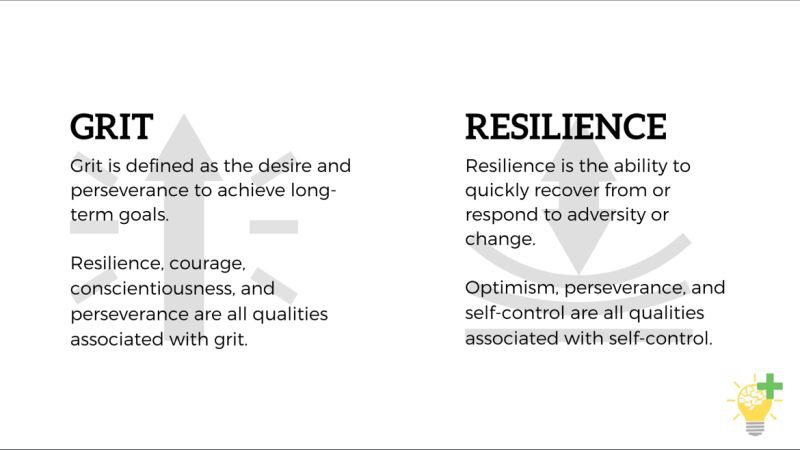 GRIT
Grit is defined as the desire and
perseverance to achieve long-
term goals.
Resilience, courage,
conscientiousness, and
perseverance are all qualities
associated with grit.
RESILIENCE
Resilience is the ability to
quickly recover from or
respond to adversity or
change.
Optimism, perseverance, and
self-control are all qualities
associated with self-control.